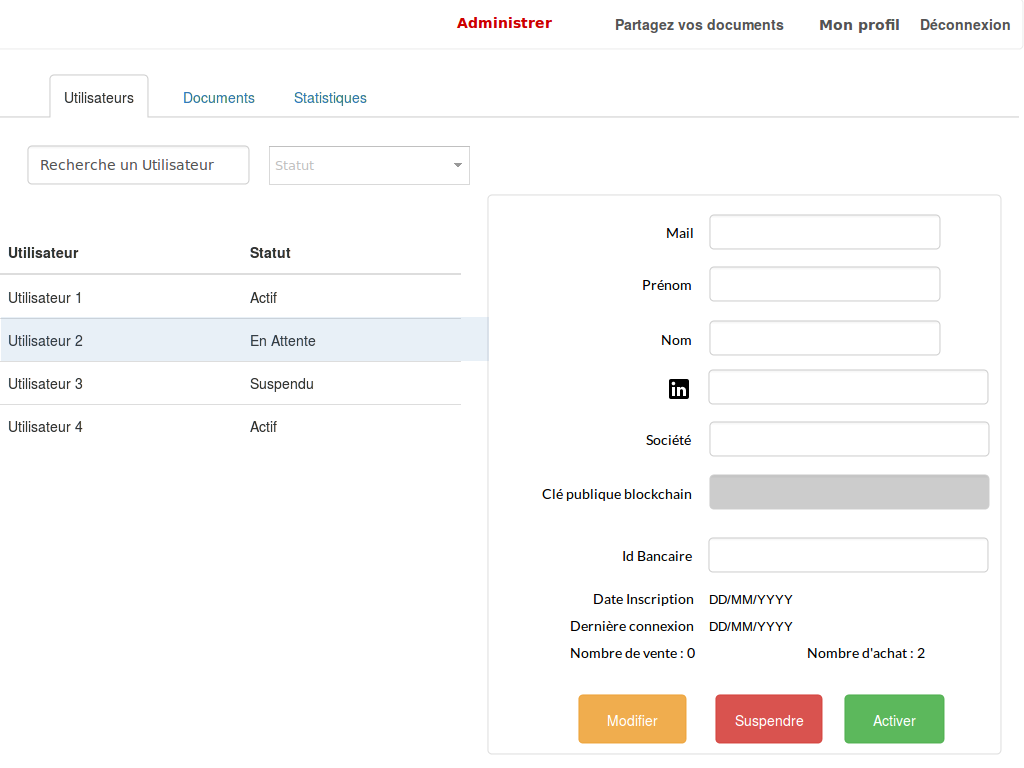 Administrer Partagez vos documents Mon profil Déconnexion
Utilisateurs Documents Statistiques
Recherche un Utilisateur Statut
Utilisateur Statut
Utilisateur 1 Actif
Utilisateur 2 En Attente
Utilisateur 3 Suspendu
Utilisateur 4 Actif
Mail
Prénom
Nom
in
Société
Clé publique blockchain
Id Bancaire
Date Inscription DD/MM/YYYY
Dernière connexion DD/MM/YYYY
Nombre de vente : 0 Nombre d'achat : 2
Modifier Suspendre Activer